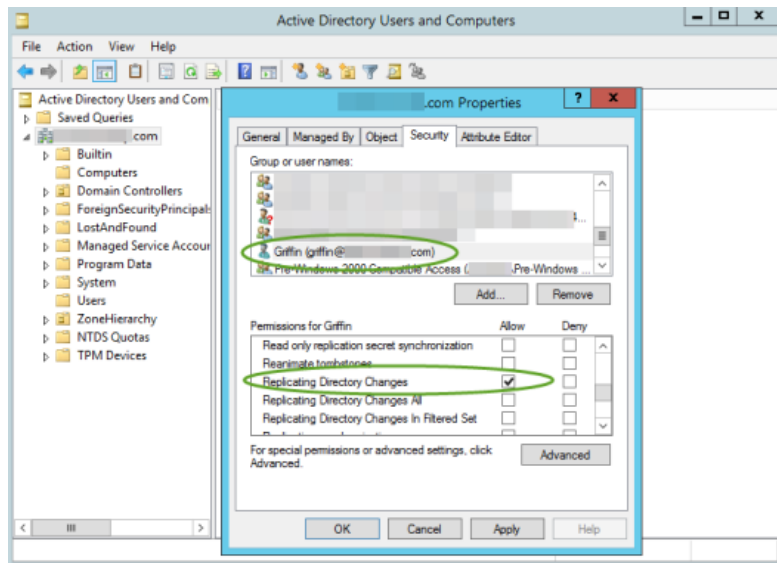 Active Directory Users and Computers
File Action View Help
Active Directory Users and Com
Saved Queries
.com
Builtin
Computers
Domain Controllers
ForeignSecurityPrincipals
LostAndFound
Managed Service Accour
Program Data
System
Users
ZoneHierarchy
NTDS Quotas
TPM Devices
.com Properties
? x
General Managed By Object Security Attribute Editor
Group or user names:
Griffin (griffin@ com)
Pre-Windows 2000 Compatible Access ( .Pre-Windows ...
Add... Remove
Permissions for Griffin Allow Deny
Read only replication secret synchronization
Reanimate tombstones
Replicating Directory Changes
Replicating Directory Changes All
Replicating Directory Changes In Filtered Set
For special permissions or advanced settings, click
Advanced.
Advanced
OK Cancel Apply Help